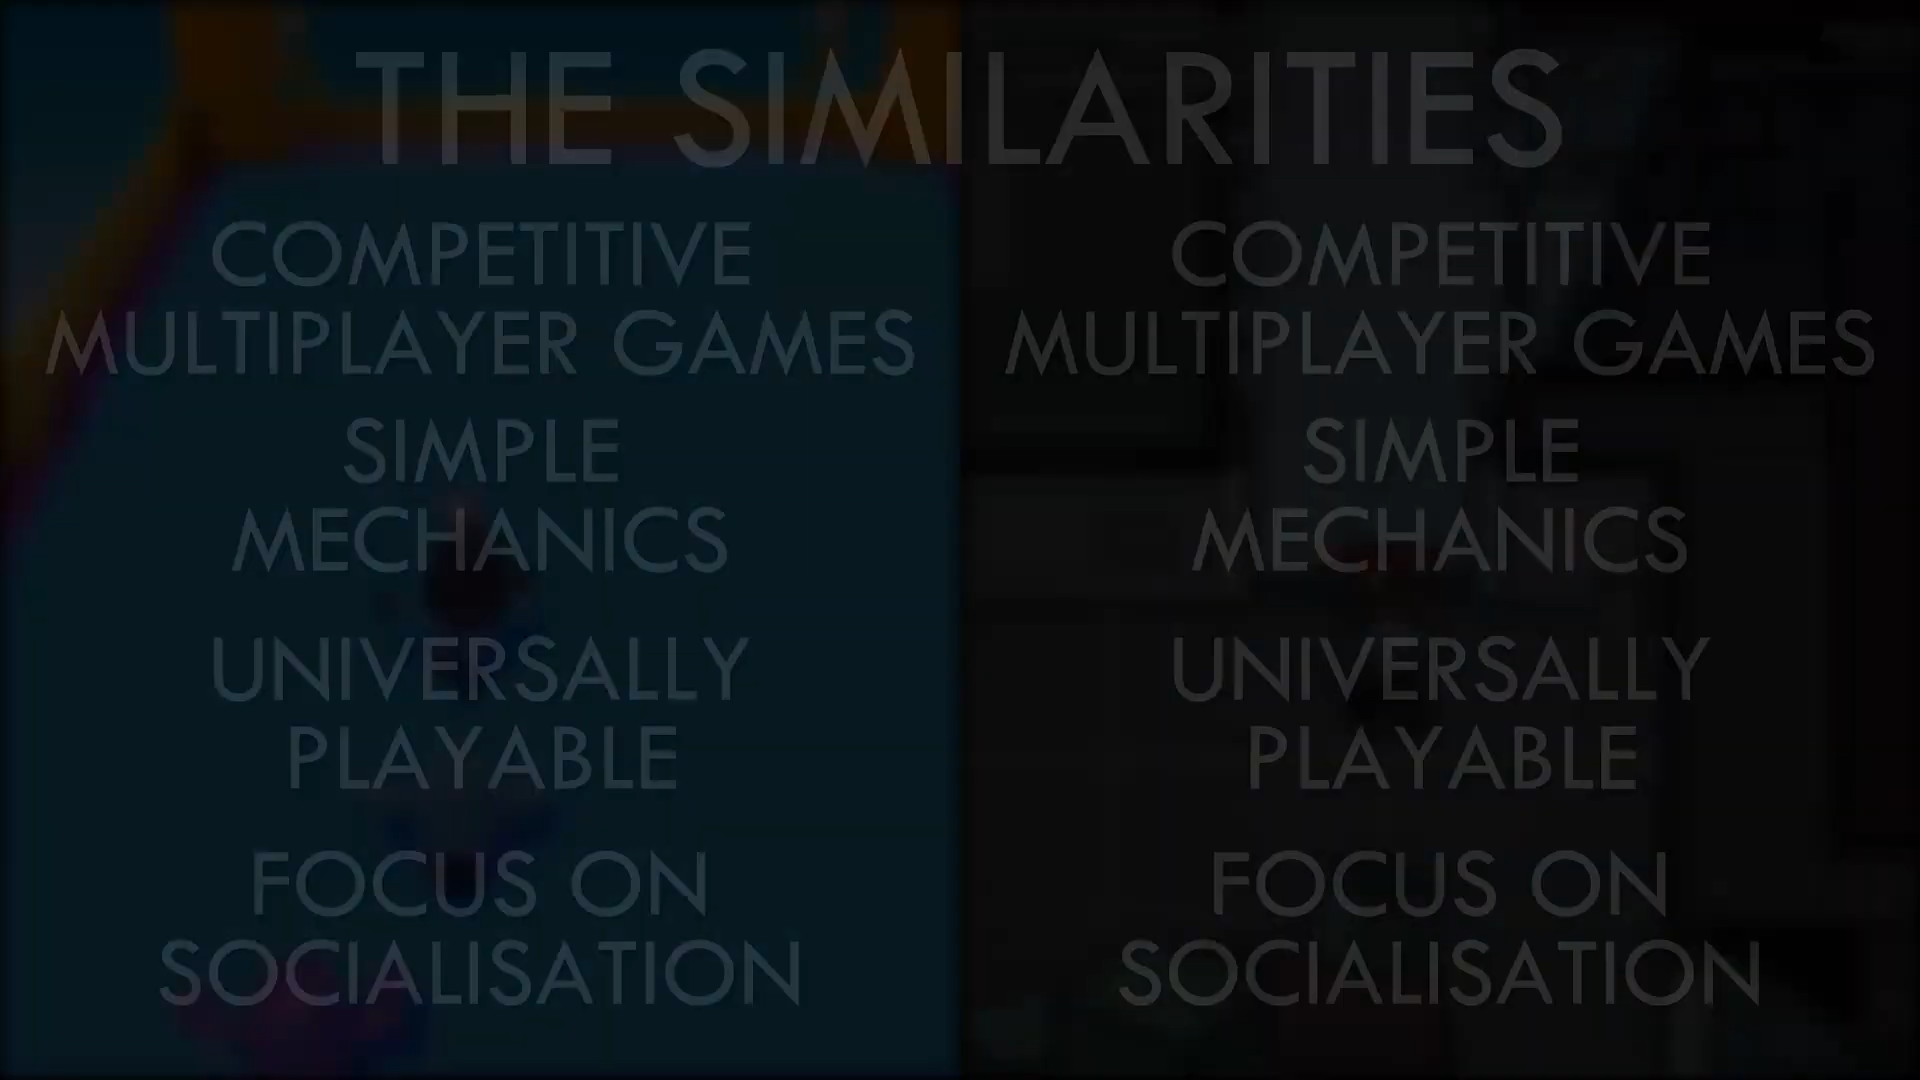 THE SIMILARITIES
COMPETITIVE
MULTIPLAYER GAMES
SIMPLE
MECHANICS
UNIVERSALLY
PLAYABLE
FOCUS ON
SOCIALISATION
COMPETITIVE
MULTIPLAYER GAMES
SIMPLE
MECHANICS
UNIVERSALLY
PLAYABLE
FOCUS ON
SOCIALISATION